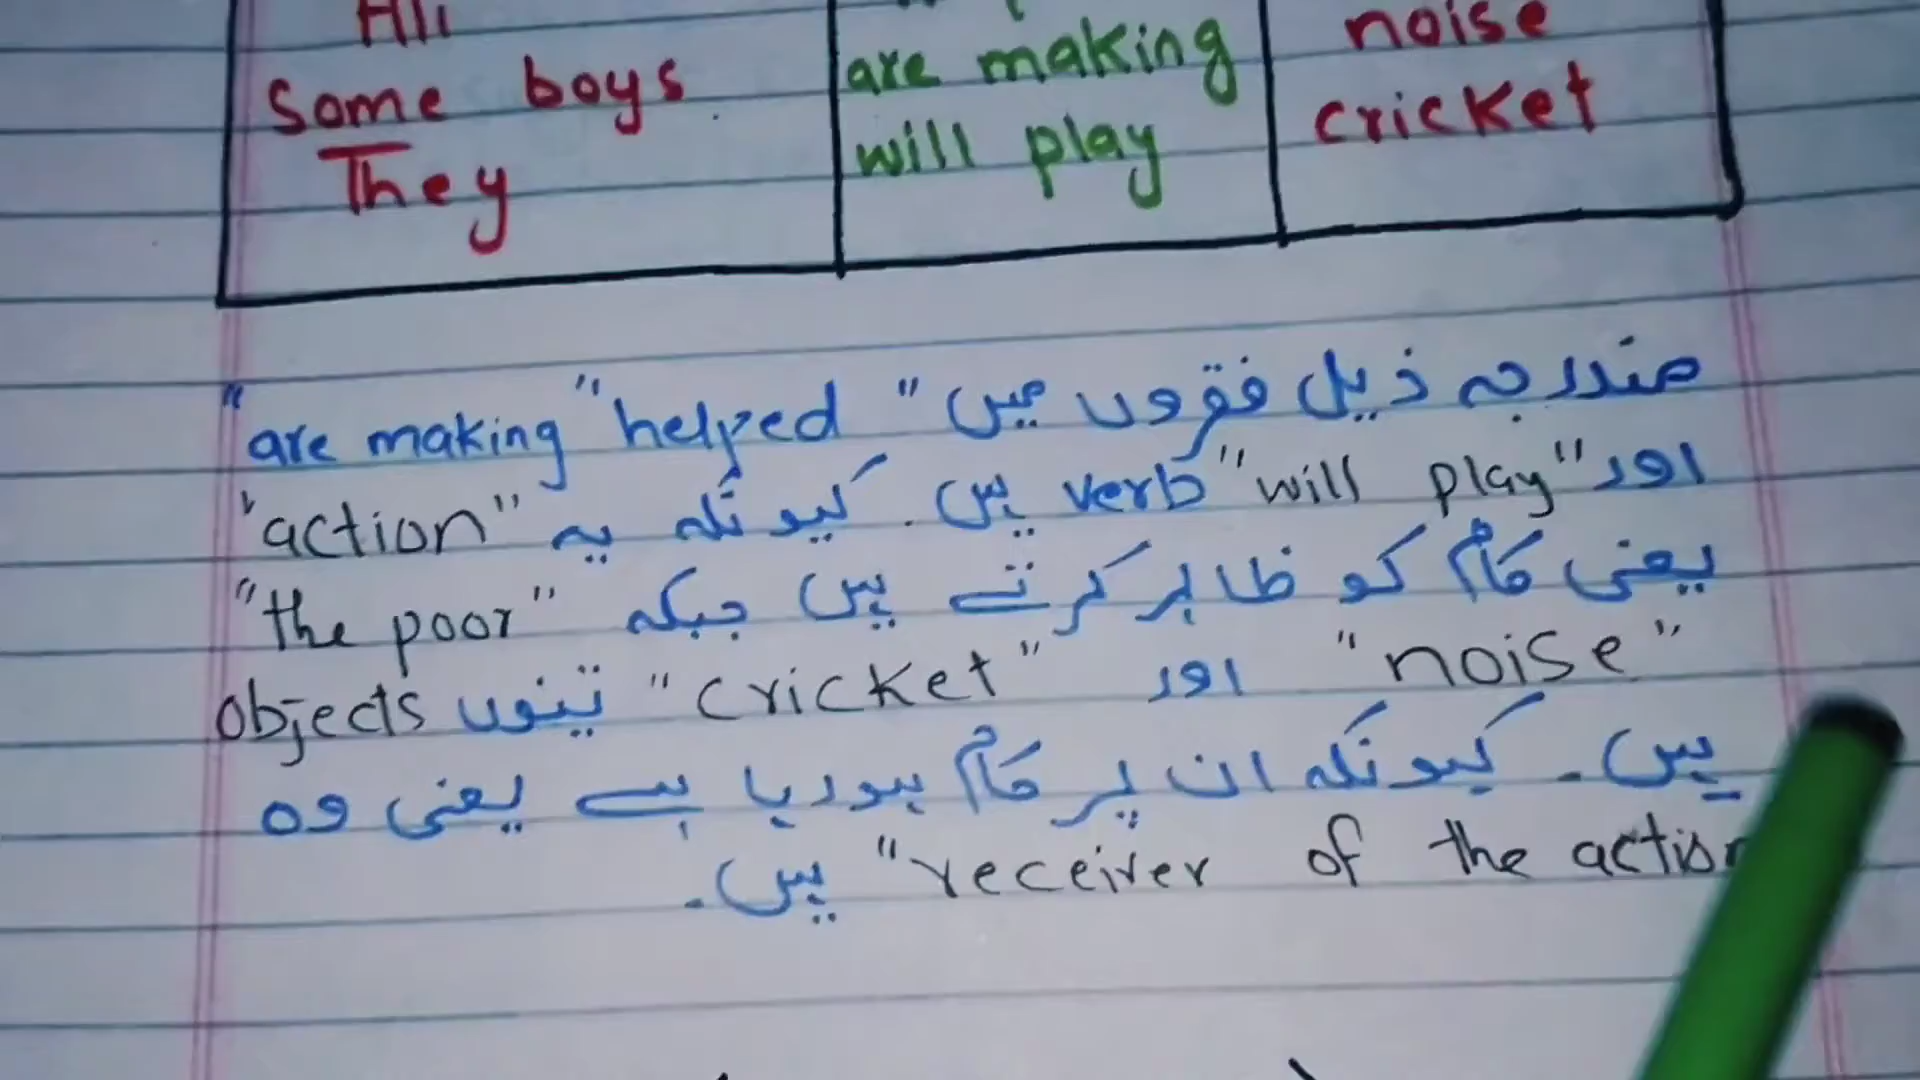 Ali
Some boys are making noise
They will play cricket
مندرجہ ذیل فقروں میں "helped" "are making"
اور "will play" verb ہیں۔ کیونکہ یہ "action"
یعنی کام کو ظاہر کرتے ہیں جبکہ "the poor"
"noise" اور "cricket" تینوں objects
ہیں۔ کیونکہ ان پر کام ہورہا ہے یعنی وہ
"receiver of the action ہیں۔